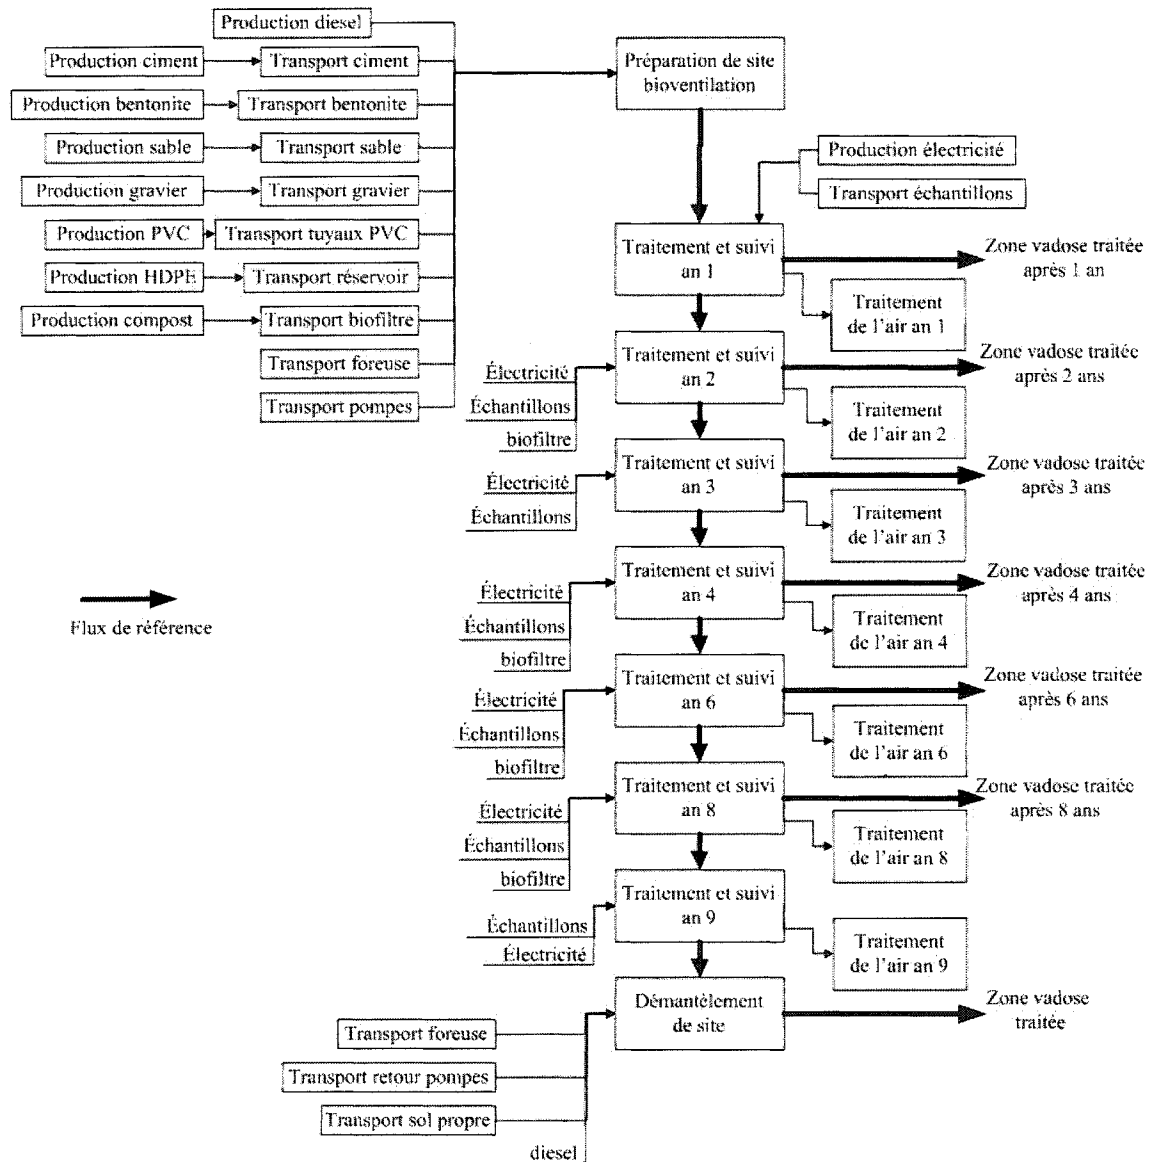 Production diesel
Production ciment
Transport ciment
Production bentonite
Transport bentonite
Production sable
Transport sable
Production gravier
Transport gravier
Production PVC
Transport tuyaux PVC
Production HDPE
Transport réservoir
Production compost
Transport biofiltre
Transport foreuse
Transport pompes
Préparation de site
bioventilation
Production électricité
Transport échantillons
Traitement et suivi
an 1
Zone vadose traitée
après 1 an
Traitement
de l'air an 1
Électricité
Échantillons
biofiltre
Traitement et suivi
an 2
Zone vadose traitée
après 2 ans
Traitement
de l'air an 2
Électricité
Échantillons
Traitement et suivi
an 3
Zone vadose traitée
après 3 ans
Traitement
de l'air an 3
Flux de référence
Électricité
Échantillons
biofiltre
Traitement et suivi
an 4
Zone vadose traitée
après 4 ans
Traitement
de l'air an 4
Électricité
Échantillons
biofiltre
Traitement et suivi
an 6
Zone vadose traitée
après 6 ans
Traitement
de l'air an 6
Électricité
Échantillons
biofiltre
Traitement et suivi
an 8
Zone vadose traitée
après 8 ans
Traitement
de l'air an 8
Échantillons
Électricité
Traitement et suivi
an 9
Traitement
de l'air an 9
Transport foreuse
Transport retour pompes
Transport sol propre
diesel
Démantèlement
de site
Zone vadose
traitée